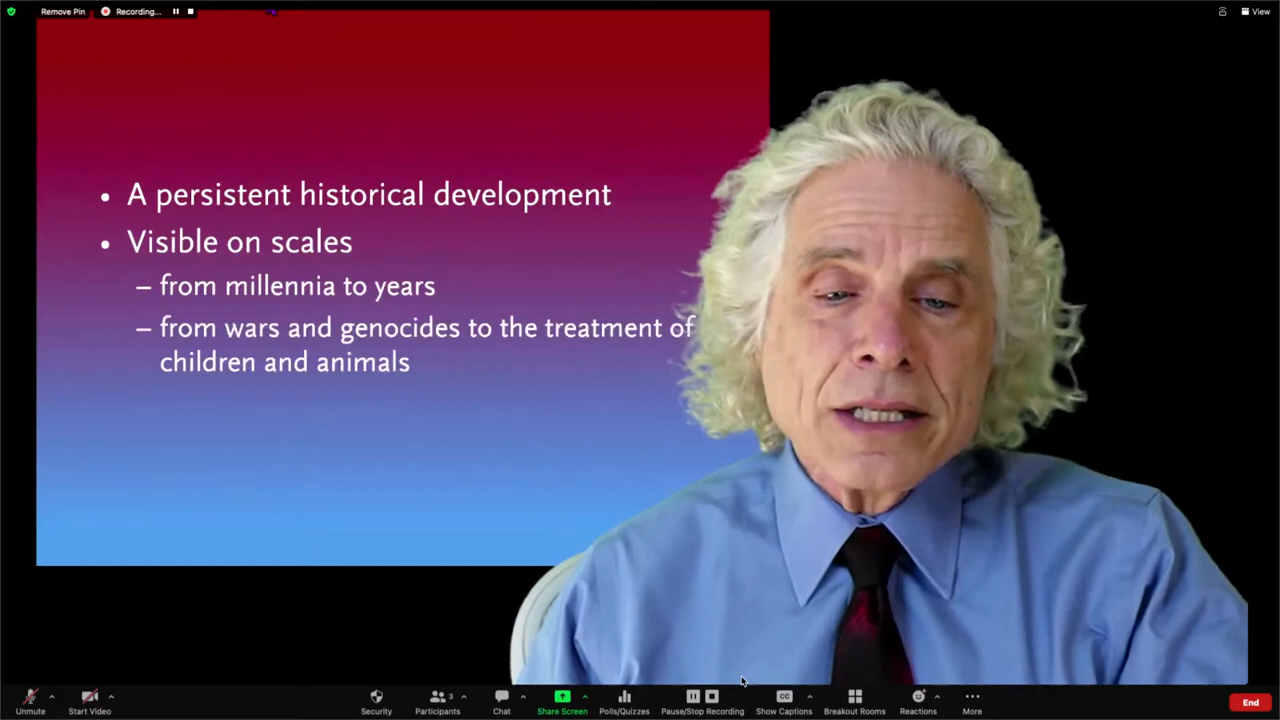 Remove Pin
Recording...
View
• A persistent historical development
• Visible on scales
– from millennia to years
– from wars and genocides to the treatment of
children and animals
3
CC
Unmute
Start Video
Security
Participants
Chat
Share Screen
Polls/Quizzes
Pause/Stop Recording
Show Captions
Breakout Rooms
Reactions
More
End